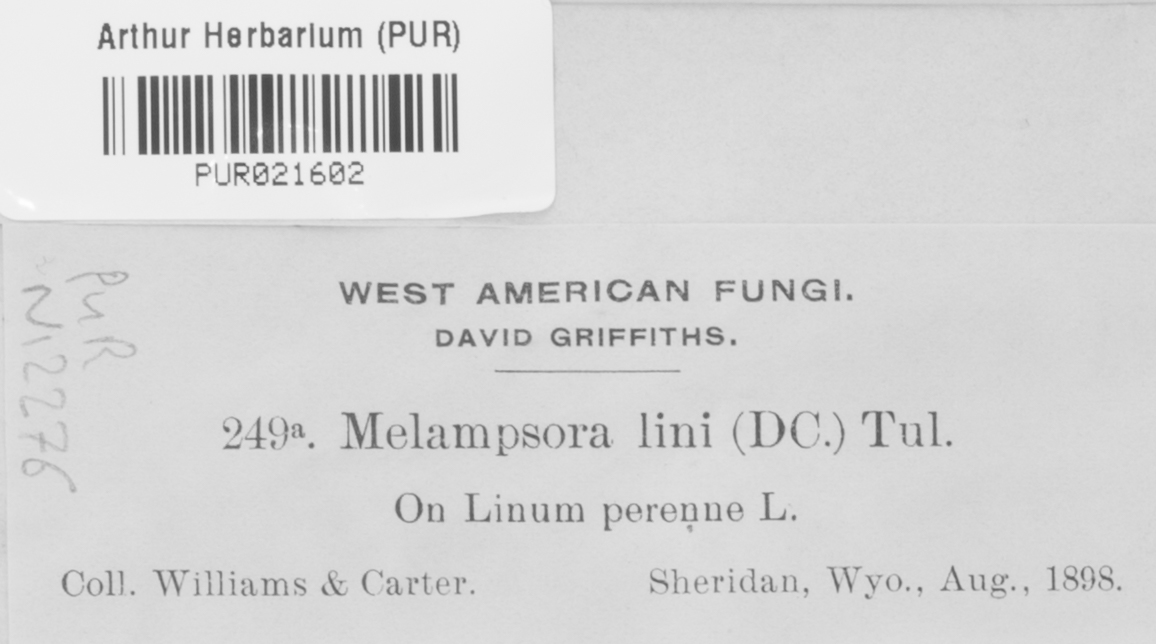 Arthur Herbarium (PUR)
PUR021602
PUR
N12276
WEST AMERICAN FUNGI.
DAVID GRIFFITHS.
249a. Melampsora lini (DC.) Tul.
On Linum perenne L.
Coll. Williams & Carter.
Sheridan, Wyo., Aug., 1898.